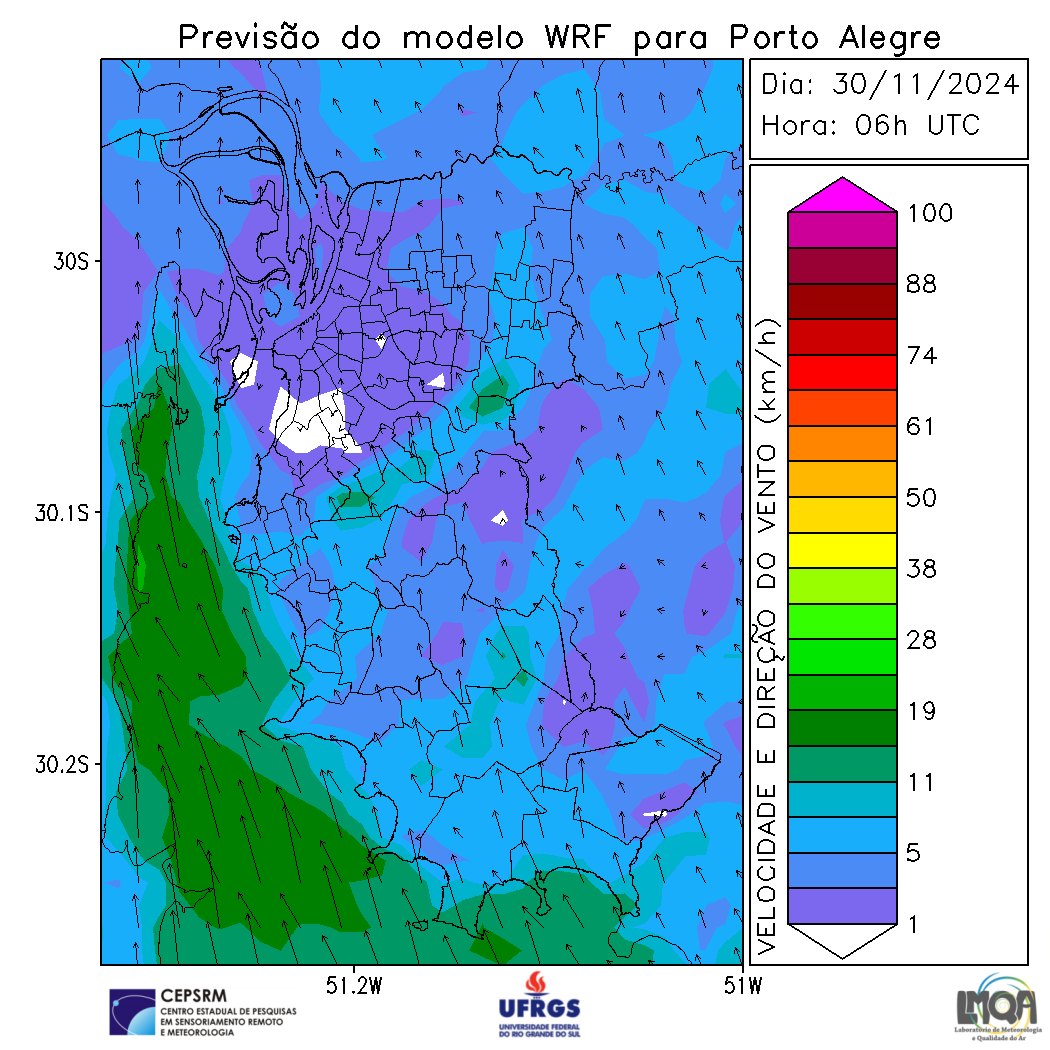 Previsão do modelo WRF para Porto Alegre
Dia: 30/11/2024
Hora: 06h UTC
30S
30.1S
30.2S
51.2W
51W
VELOCIDADE E DIREÇÃO DO VENTO (km/h)
100
88
74
61
50
38
28
19
11
5
1
CEPSRM
CENTRO ESTADUAL DE PESQUISAS
EM SENSORIAMENTO REMOTO
E METEOROLOGIA
UFRGS
UNIVERSIDADE FEDERAL
DO RIO GRANDE DO SUL
LMQA
Laboratório de Meteorologia
e Qualidade do Ar